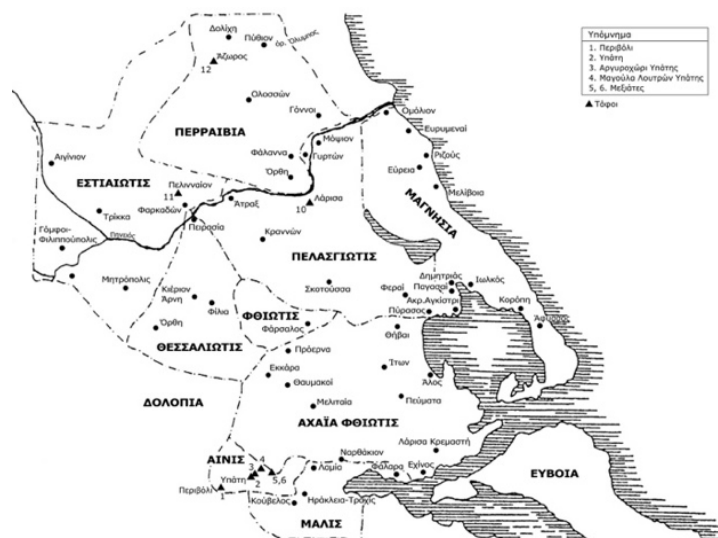 Δολίχη
Πύθιον
όρ. Όλυμπος
Άζωρος
12
Ολοσσών
Γόννοι
ΠΕΡΡΑΙΒΙΑ
Ομόλιον
Ευρυμεναί
Μόψιον
Γυρτών
Φάλαννα
Ριζούς
Εύρεια
Μελίβοια
Αιγίνιον
ΕΣΤΙΑΙΩΤΙΣ
Πελινναίον
11
Όρθη
Φαρκαδών
Άτραξ
10
Λάρισα
ΜΑΓΝΗΣΙΑ
Τρίκκα
Πειρασία
Γόμφοι-
Φιλιππούπολις
Πηνειός
Κραννών
ΠΕΛΑΣΓΙΩΤΙΣ
Μητρόπολις
Κιέριον
Άρνη
Φίλια
Σκοτούσσα
Φεραί
Δημητριάς
Παγασαί
Ιωλκός
Ακρ.Αγκίστρι
Πύρασος
Κορόπη
Όρθη
ΦΘΙΩΤΙΣ
Φάρσαλος
Θήβαι
ΘΕΣΣΑΛΙΩΤΙΣ
Πρόερνα
Εκκάρα
Θαυμακοί
Ίτων
Άλος
ΔΟΛΟΠΙΑ
Μελιταία
Πεύματα
ΑΧΑΪΑ ΦΘΙΩΤΙΣ
Λάρισα Κρεμαστή
ΑΙΝΙΣ
Ναρθάκιον
Λαμία
Φάλαρα
Εχίνος
ΕΥΒΟΙΑ
4
3
Υπάτη
2
5,6
Περιβόλι
1
Κούβελος
Ηράκλεια-Τραχίς
ΜΑΛΙΣ
Υπόμνημα
1. Περιβόλι
2. Υπάτη
3. Αργυροχώρι Υπάτης
4. Μαγούλα Λουτρών Υπάτης
5, 6. Μεξιάτες
Τάφοι